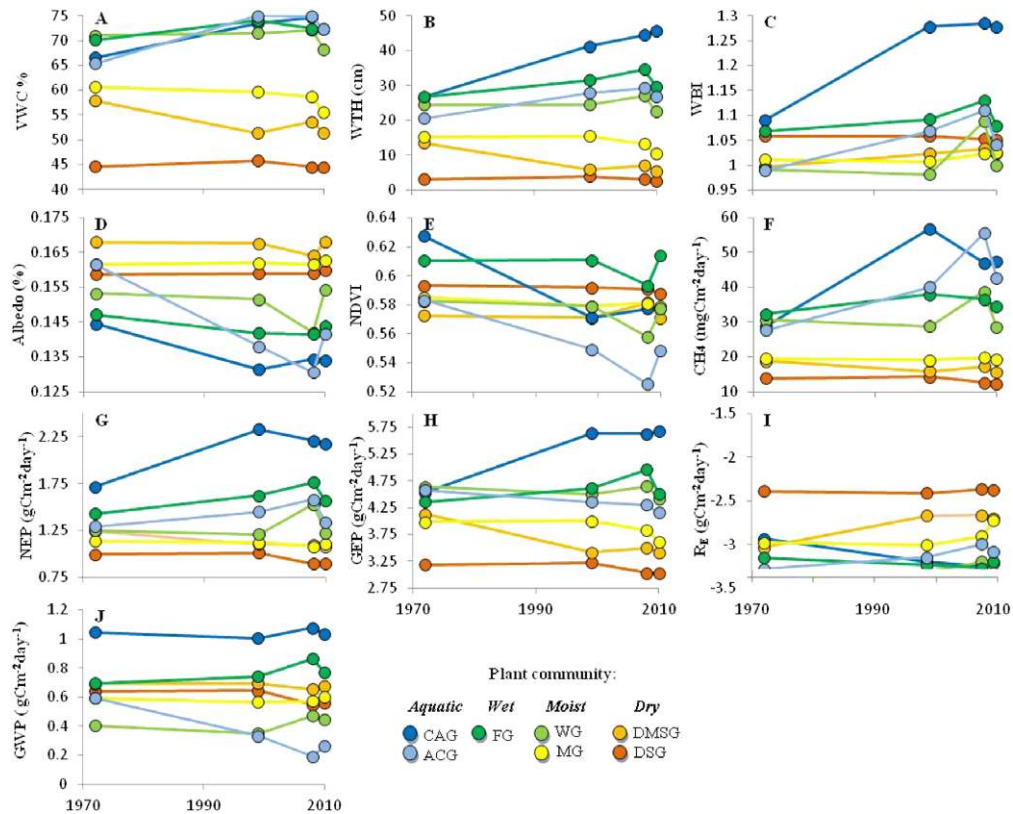 A
VWC %
75
70
65
60
55
50
45
40
B
WTH (cm)
50
40
30
20
10
0
C
WBI
1.3
1.25
1.2
1.15
1.1
1.05
1
0.95
D
Albedo (%)
0.175
0.165
0.155
0.145
0.135
0.125
E
NDVI
0.64
0.62
0.6
0.58
0.56
0.54
0.52
F
CH4 (mgCm-2day-1)
60
50
40
30
20
10
G
NEP (gCm-2day-1)
2.25
1.75
1.25
0.75
H
GEP (gCm-2day-1)
5.75
5.25
4.75
4.25
3.75
3.25
2.75
1970 1990 2010
I
RE (gCm-2day-1)
-1.5
-2
-2.5
-3
-3.5
1970 1990 2010
J
GWP ( gCm-2day-1)
1.2
1
0.8
0.6
0.4
0.2
0
1970 1990 2010
Plant community:
Aquatic Wet Moist Dry
CAG FG WG DMSG
ACG MG DSG